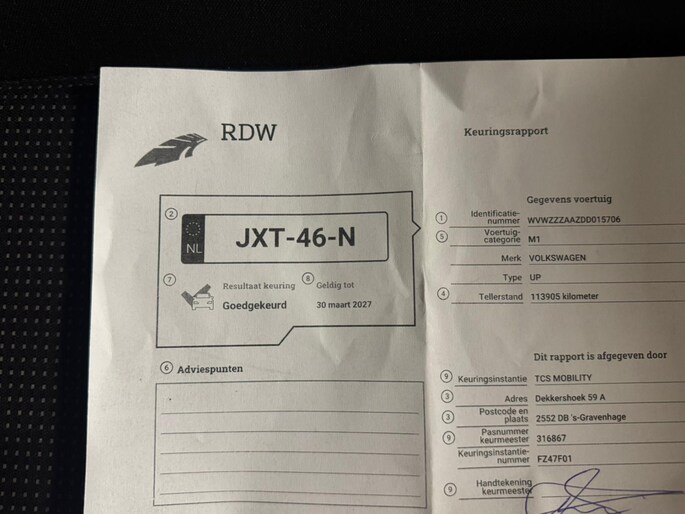 RDW
Keuringsrapport
② NL JXT-46-N
⑦ Resultaat keuring ⑧ Geldig tot
Goedgekeurd 30 maart 2027
⑥ Adviespunten
Gegevens voertuig
① Identificatie-
nummer WVWZZZAAZDD015706
⑤ Voertuig-
categorie M1
Merk VOLKSWAGEN
Type UP
④ Tellerstand 113905 kilometer
Dit rapport is afgegeven door
⑨ Keuringsinstantie TCS MOBILITY
③ Adres Dekkershoek 59 A
③ Postcode en
plaats 2552 DB 's-Gravenhage
⑨ Pasnummer
keurmeester 316867
Keuringsinstantie-
nummer FZ47F01
⑨ Handtekening
keurmeester